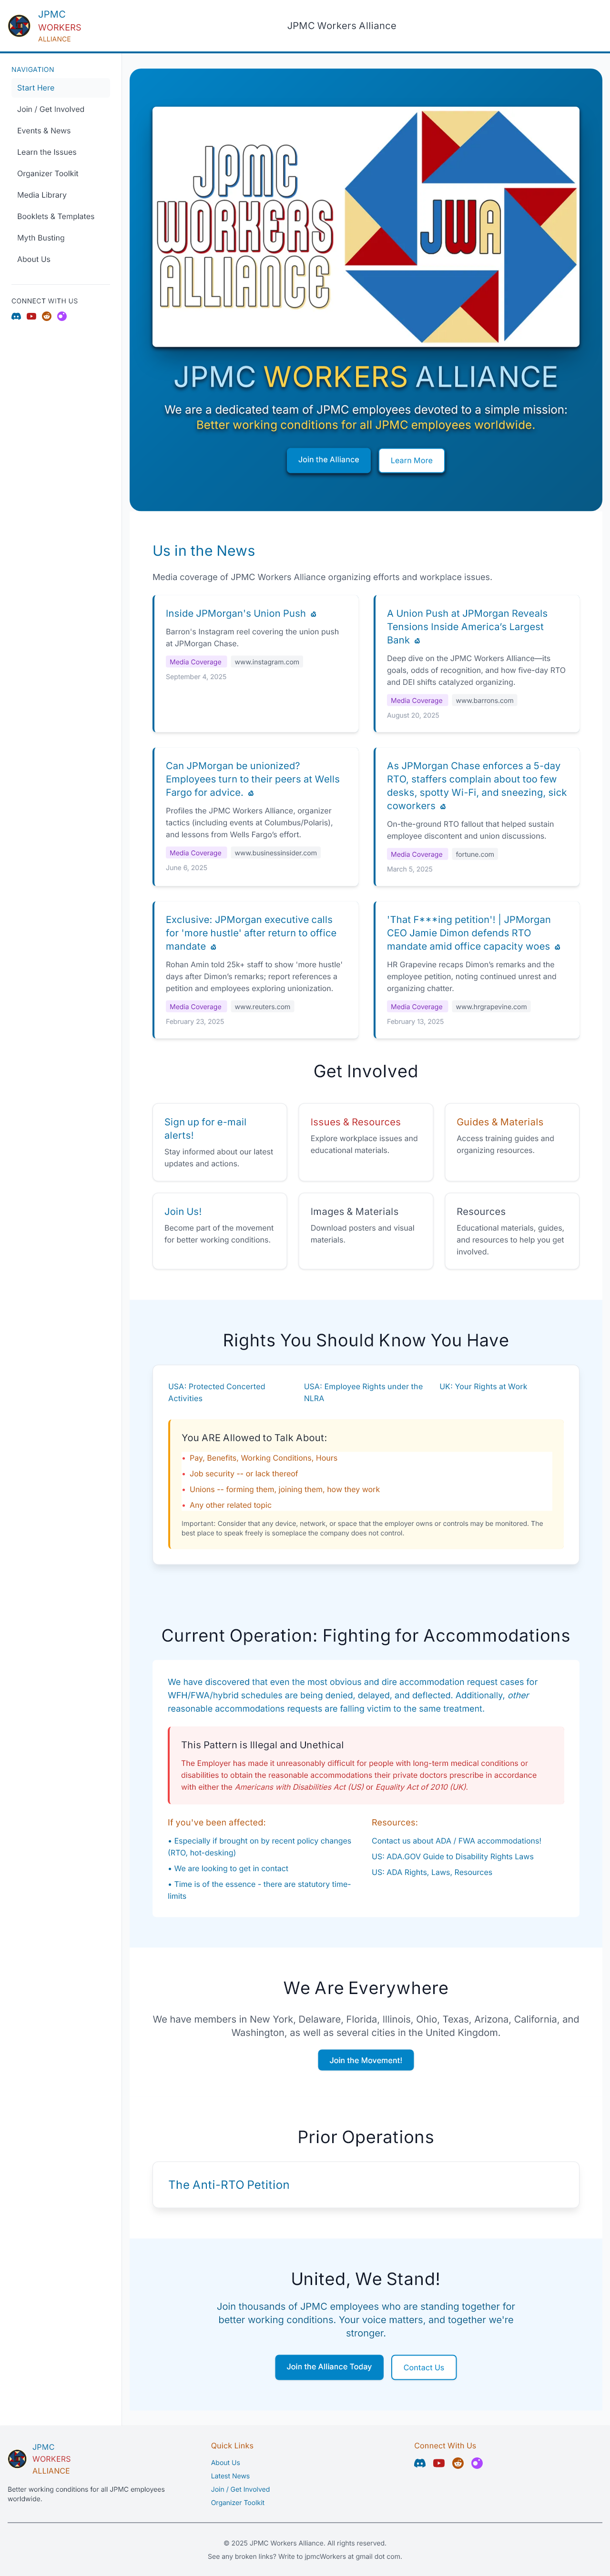 JPMC
WORKERS
ALLIANCE
JPMC Workers Alliance
NAVIGATION
Start Here
Join / Get Involved
Events & News
Learn the Issues
Organizer Toolkit
Media Library
Booklets & Templates
Myth Busting
About Us
CONNECT WITH US
JPMC
WORKERS
ALLIANCE
JWA
JPMC WORKERS ALLIANCE
We are a dedicated team of JPMC employees devoted to a simple mission:
Better working conditions for all JPMC employees worldwide.
Join the Alliance
Learn More
Us in the News
Media coverage of JPMC Workers Alliance organizing efforts and workplace issues.
Inside JPMorgan's Union Push
Barron's Instagram reel covering the union push
at JPMorgan Chase.
Media Coverage www.instagram.com
September 4, 2025
A Union Push at JPMorgan Reveals
Tensions Inside America's Largest
Bank
Deep dive on the JPMC Workers Alliance—its
goals, odds of recognition, and how five-day RTO
and DEI shifts catalyzed organizing.
Media Coverage www.barrons.com
August 20, 2025
Can JPMorgan be unionized?
Employees turn to their peers at Wells
Fargo for advice.
Profiles the JPMC Workers Alliance, organizer
tactics (including events at Columbus/Polaris),
and lessons from Wells Fargo's effort.
Media Coverage www.businessinsider.com
June 6, 2025
As JPMorgan Chase enforces a 5-day
RTO, staffers complain about too few
desks, spotty Wi-Fi, and sneezing, sick
coworkers
On-the-ground RTO fallout that helped sustain
employee discontent and union discussions.
Media Coverage fortune.com
March 5, 2025
Exclusive: JPMorgan executive calls
for 'more hustle' after return to office
mandate
Rohan Amin told 25k+ staff to show 'more hustle'
days after Dimon's remarks; report references a
petition and employees exploring unionization.
Media Coverage www.reuters.com
February 23, 2025
'That F***ing petition'! | JPMorgan
CEO Jamie Dimon defends RTO
mandate amid office capacity woes
HR Grapevine recaps Dimon's remarks and the
employee petition, noting continued unrest and
organizing chatter.
Media Coverage www.hrgrapevine.com
February 13, 2025
Get Involved
Sign up for e-mail
alerts!
Stay informed about our latest
updates and actions.
Issues & Resources
Explore workplace issues and
educational materials.
Guides & Materials
Access training guides and
organizing resources.
Join Us!
Become part of the movement
for better working conditions.
Images & Materials
Download posters and visual
materials.
Resources
Educational materials, guides,
and resources to help you get
involved.
Rights You Should Know You Have
USA: Protected Concerted
Activities
USA: Employee Rights under the
NLRA
UK: Your Rights at Work
You ARE Allowed to Talk About:
• Pay, Benefits, Working Conditions, Hours
• Job security -- or lack thereof
• Unions -- forming them, joining them, how they work
• Any other related topic
Important: Consider that any device, network, or space that the employer owns or controls may be monitored. The
best place to speak freely is someplace the company does not control.
Current Operation: Fighting for Accommodations
We have discovered that even the most obvious and dire accommodation request cases for
WFH/FWA/hybrid schedules are being denied, delayed, and deflected. Additionally, other
reasonable accommodations requests are falling victim to the same treatment.
This Pattern is Illegal and Unethical
The Employer has made it unreasonably difficult for people with long-term medical conditions or
disabilities to obtain the reasonable accommodations their private doctors prescribe in accordance
with either the Americans with Disabilities Act (US) or Equality Act of 2010 (UK).
If you've been affected:
• Especially if brought on by recent policy changes
(RTO, hot-desking)
• We are looking to get in contact
• Time is of the essence - there are statutory time-
limits
Resources:
Contact us about ADA / FWA accommodations!
US: ADA.GOV Guide to Disability Rights Laws
US: ADA Rights, Laws, Resources
We Are Everywhere
We have members in New York, Delaware, Florida, Illinois, Ohio, Texas, Arizona, California, and
Washington, as well as several cities in the United Kingdom.
Join the Movement!
Prior Operations
The Anti-RTO Petition
United, We Stand!
Join thousands of JPMC employees who are standing together for
better working conditions. Your voice matters, and together we're
stronger.
Join the Alliance Today
Contact Us
JPMC
WORKERS
ALLIANCE
Better working conditions for all JPMC employees
worldwide.
Quick Links
About Us
Latest News
Join / Get Involved
Organizer Toolkit
Connect With Us
© 2025 JPMC Workers Alliance. All rights reserved.
See any broken links? Write to jpmcWorkers at gmail dot com.